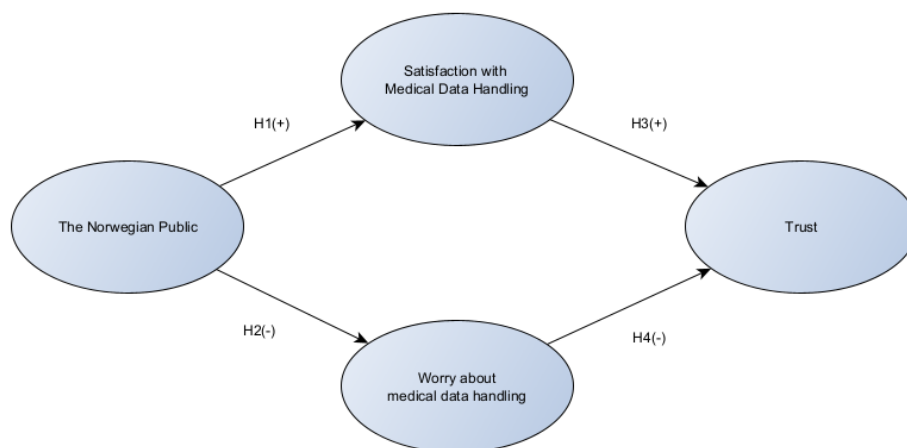 Satisfaction with
Medical Data Handling
H1(+)
H3(+)
The Norwegian Public
Trust
H2(-)
H4(-)
Worry about
medical data handling